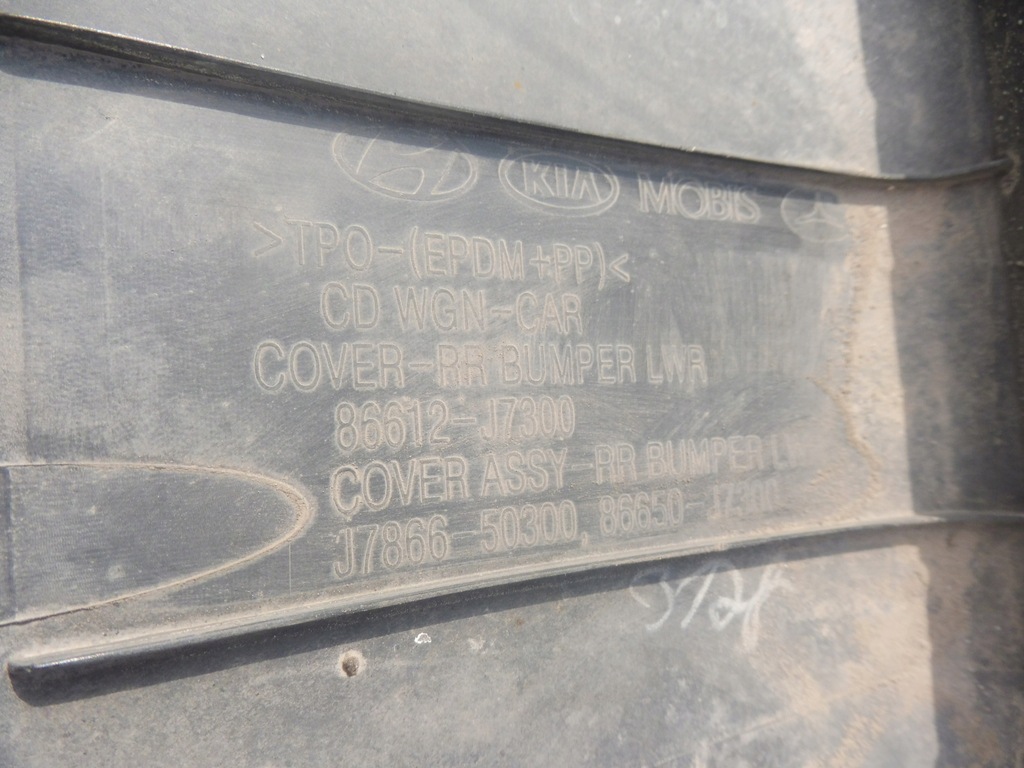 KIA MOBIS
>TPO-(EPDM+PP)<
CD WGN-CAR
COVER-RR BUMPER LWR
86612-J7300
COVER ASSY-RR BUMPER
J7866-50300, 86650-J7300